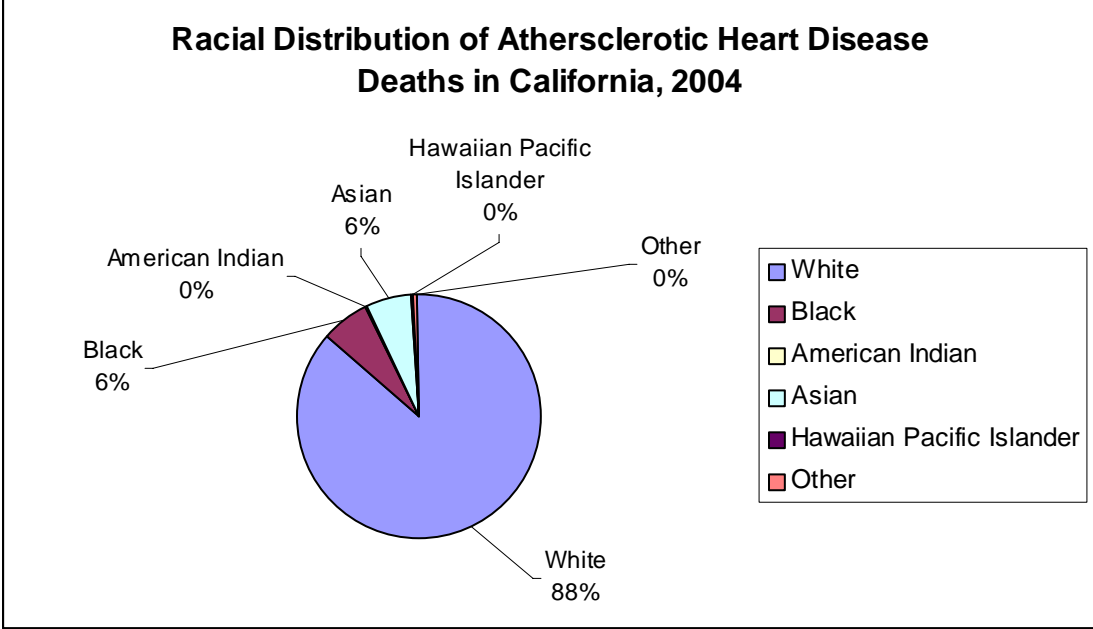 Racial Distribution of Athersclerotic Heart Disease
Deaths in California, 2004
Hawaiian Pacific
Islander
0%
Asian
6%
American Indian
0%
Other
0%
Black
6%
White
88%
White
Black
American Indian
Asian
Hawaiian Pacific Islander
Other